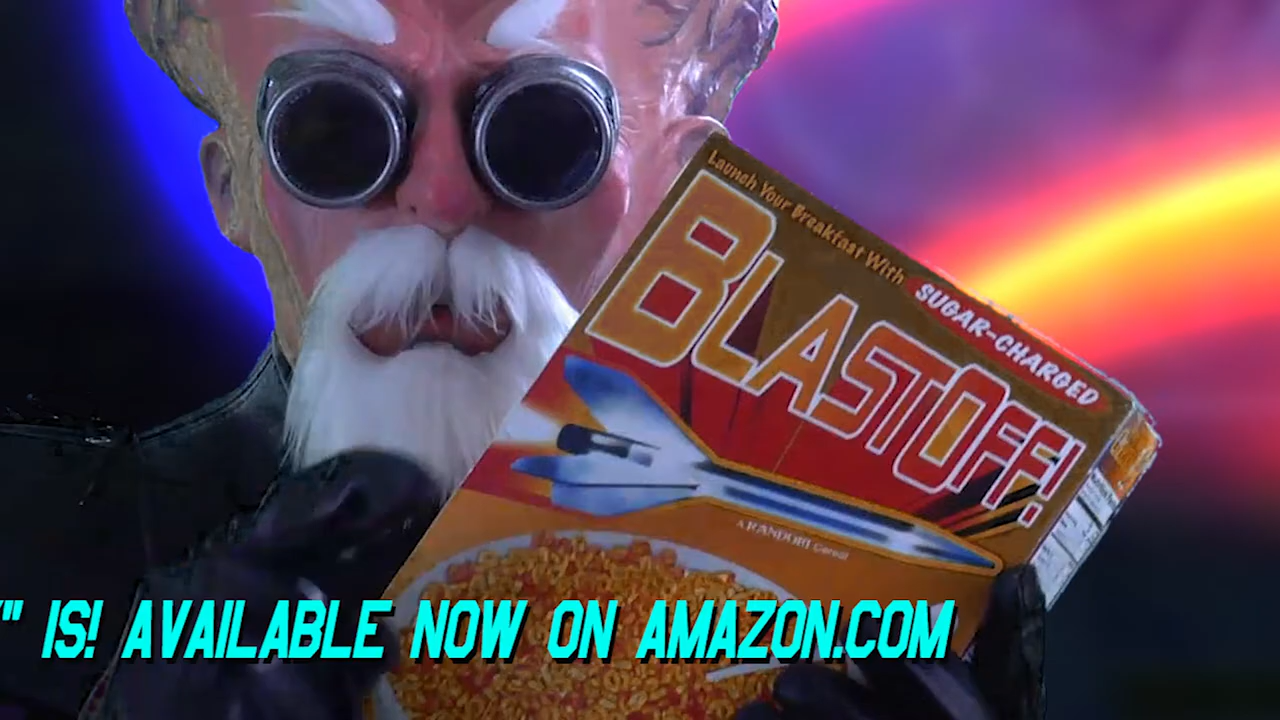 Launch Your Breakfast With
SUGAR-CHARGED
BLASTOFF!
A RANDORI Cereal
" IS! AVAILABLE NOW ON AMAZON.COM